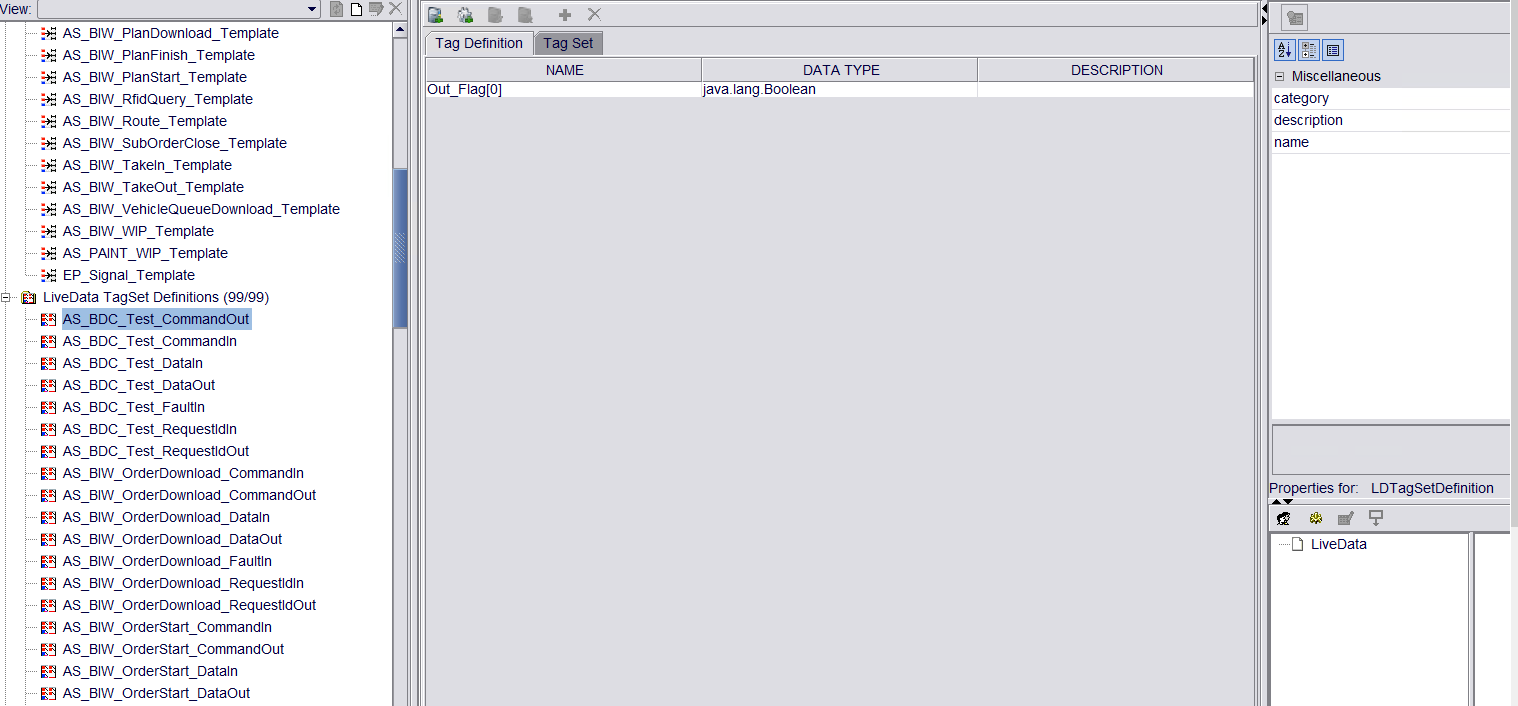 View:
AS_BIW_PlanDownload_Template
AS_BIW_PlanFinish_Template
AS_BIW_PlanStart_Template
AS_BIW_RfidQuery_Template
AS_BIW_Route_Template
AS_BIW_SubOrderClose_Template
AS_BIW_TakeIn_Template
AS_BIW_TakeOut_Template
AS_BIW_VehicleQueueDownload_Template
AS_BIW_WIP_Template
AS_PAINT_WIP_Template
EP_Signal_Template
LiveData TagSet Definitions (99/99)
AS_BDC_Test_CommandOut
AS_BDC_Test_CommandIn
AS_BDC_Test_DataIn
AS_BDC_Test_DataOut
AS_BDC_Test_FaultIn
AS_BDC_Test_RequestIdIn
AS_BDC_Test_RequestIdOut
AS_BIW_OrderDownload_CommandIn
AS_BIW_OrderDownload_CommandOut
AS_BIW_OrderDownload_DataIn
AS_BIW_OrderDownload_DataOut
AS_BIW_OrderDownload_FaultIn
AS_BIW_OrderDownload_RequestIdIn
AS_BIW_OrderDownload_RequestIdOut
AS_BIW_OrderStart_CommandIn
AS_BIW_OrderStart_CommandOut
AS_BIW_OrderStart_DataIn
AS_BIW_OrderStart_DataOut
Tag Definition Tag Set
NAME DATA TYPE DESCRIPTION
Out_Flag[0] java.lang.Boolean
Miscellaneous
category
description
name
Properties for: LDTagSetDefinition
LiveData